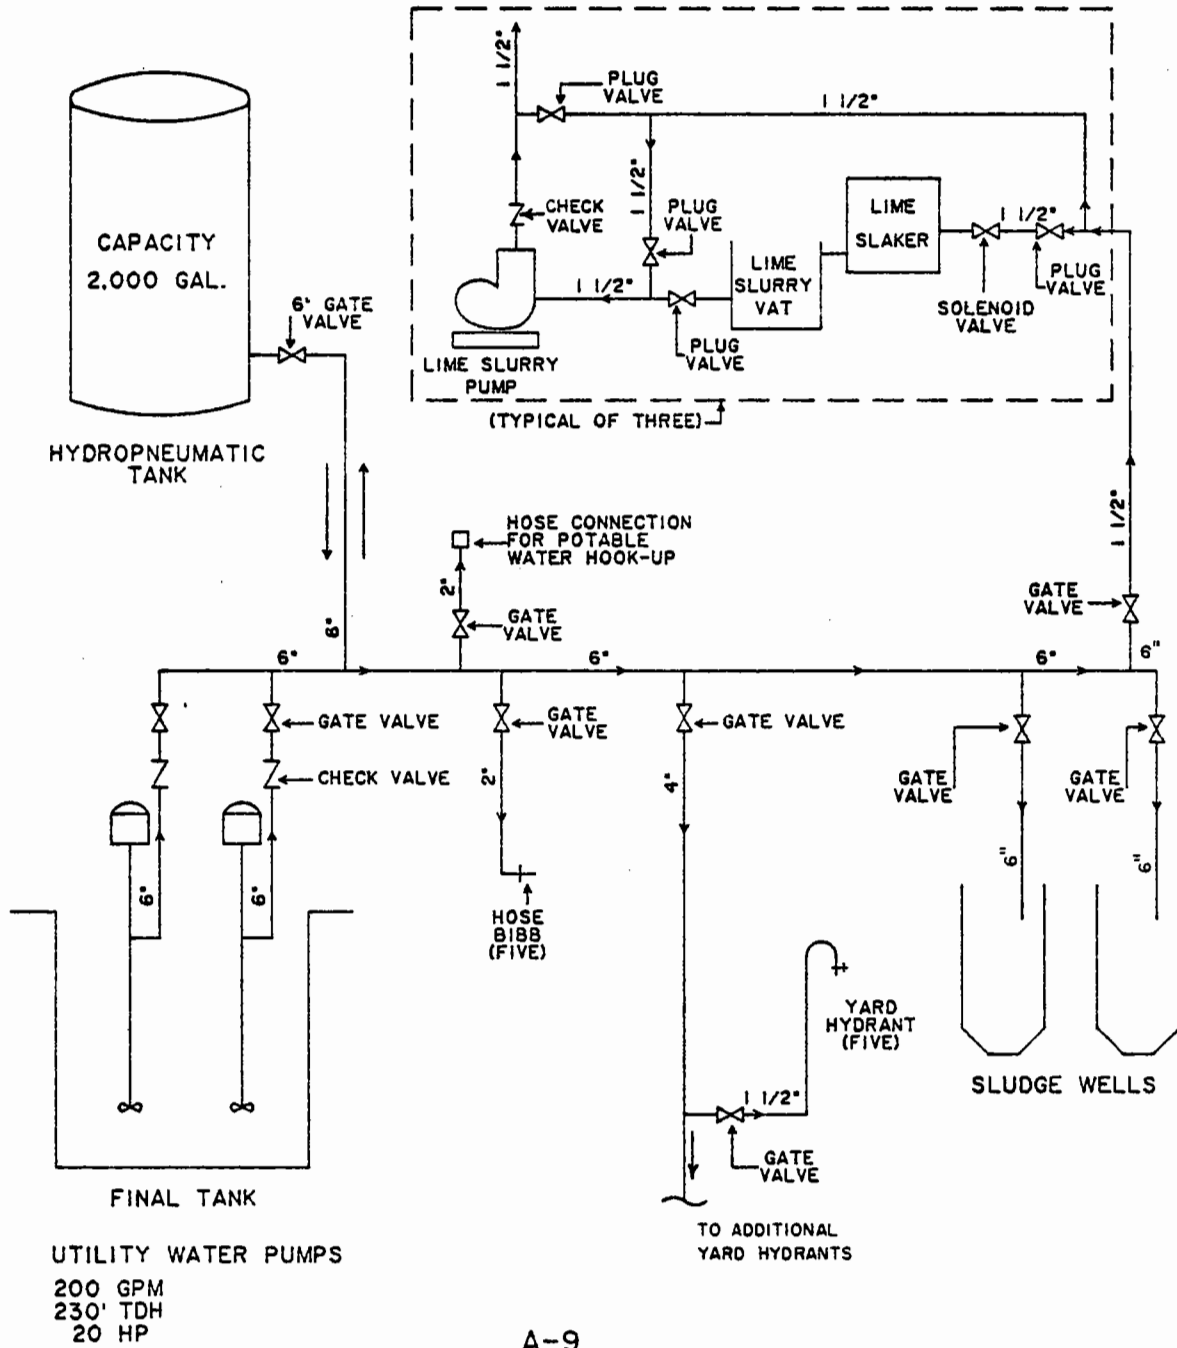 1 1/2"
PLUG
VALVE
1 1/2"
CAPACITY
2.000 GAL.
6' GATE
VALVE
HYDROPNEUMATIC
TANK
CHECK
VALVE
1 1/2"
PLUG
VALVE
LIME
SLAKER
1 1/2"
PLUG
VALVE
SOLENOID
VALVE
LIME
SLURRY
VAT
1 1/2"
PLUG
VALVE
LIME SLURRY
PUMP
(TYPICAL OF THREE)
HOSE CONNECTION
FOR POTABLE
WATER HOOK-UP
2"
GATE
VALVE
8"
1 1/2"
GATE
VALVE
6"
6"
6"
6"
GATE VALVE
GATE
VALVE
GATE VALVE
GATE
VALVE
GATE
VALVE
CHECK VALVE
2"
4"
6"
6"
6"
6"
HOSE
BIBB
(FIVE)
YARD
HYDRANT
(FIVE)
SLUDGE WELLS
1 1/2"
GATE
VALVE
TO ADDITIONAL
YARD HYDRANTS
FINAL TANK
UTILITY WATER PUMPS
200 GPM
230' TDH
20 HP
A-9